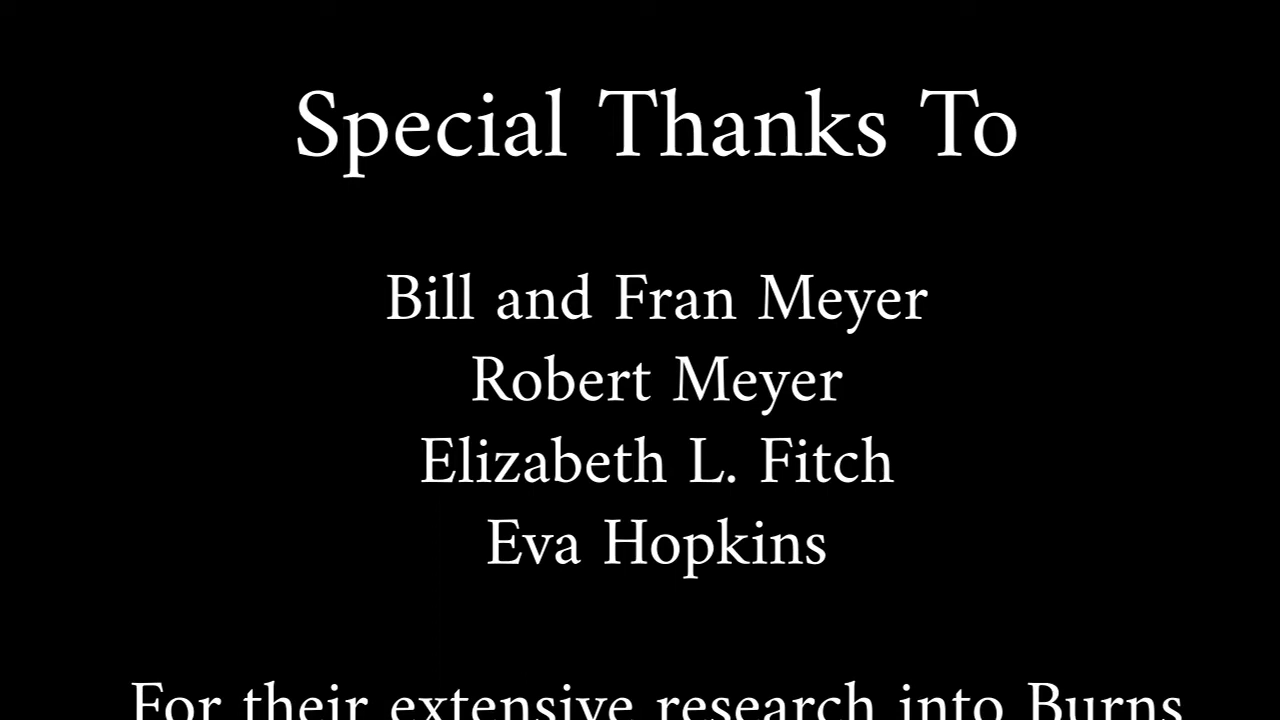 Special Thanks To
Bill and Fran Meyer
Robert Meyer
Elizabeth L. Fitch
Eva Hopkins
For their extensive research into Burns